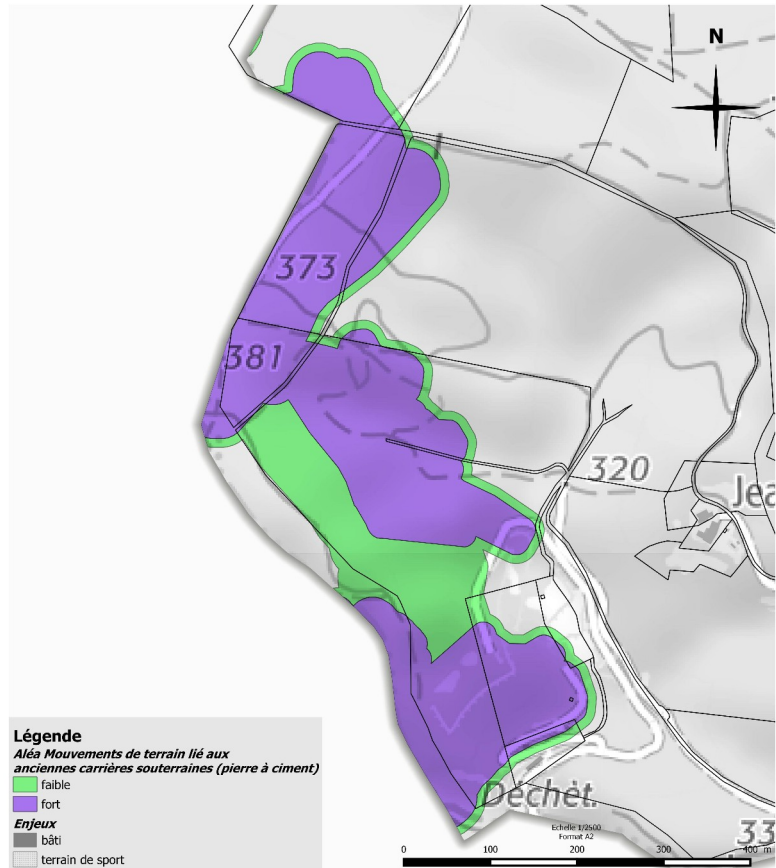 N
373
381
320
Jea
Déchèt.
33
Légende
Aléa Mouvements de terrain lié aux
anciennes carrières souterraines (pierre à ciment)
faible
fort
Enjeux
bâti
terrain de sport
Echelle 1/2500
Format A2
0 100 200 300 400 m